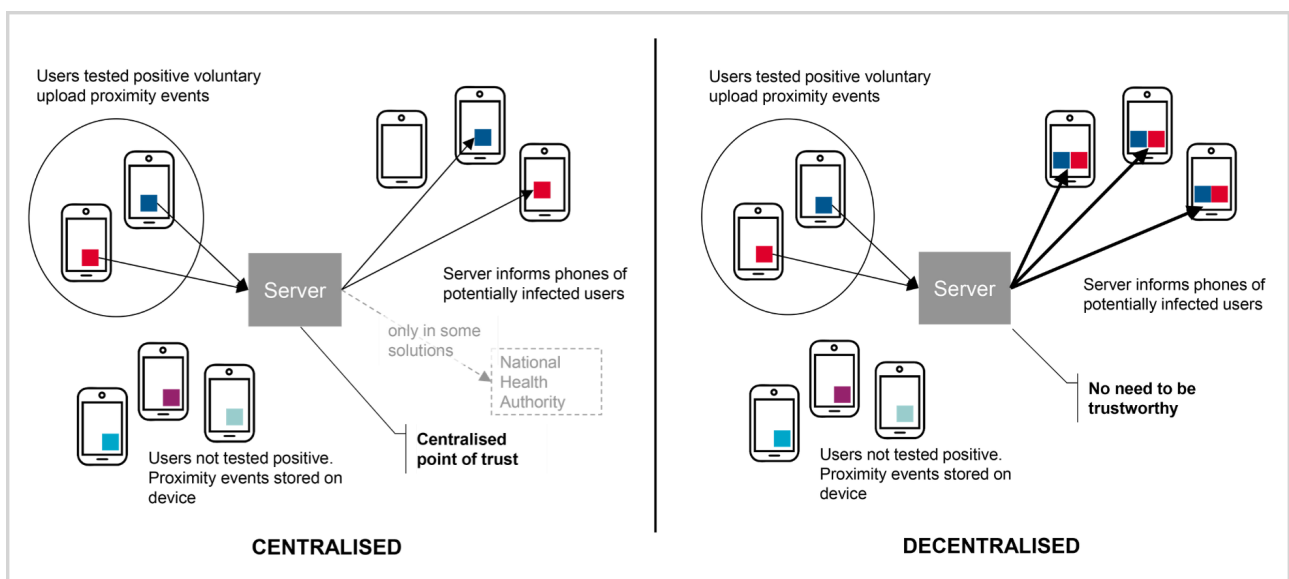 Users tested positive voluntary
upload proximity events
Server
Server informs phones of
potentially infected users
only in some
solutions
National
Health
Authority
Centralised
point of trust
Users not tested positive.
Proximity events stored on
device
CENTRALISED
Users tested positive voluntary
upload proximity events
Server
Server informs phones of
potentially infected users
No need to be
trustworthy
Users not tested positive.
Proximity events stored on
device
DECENTRALISED